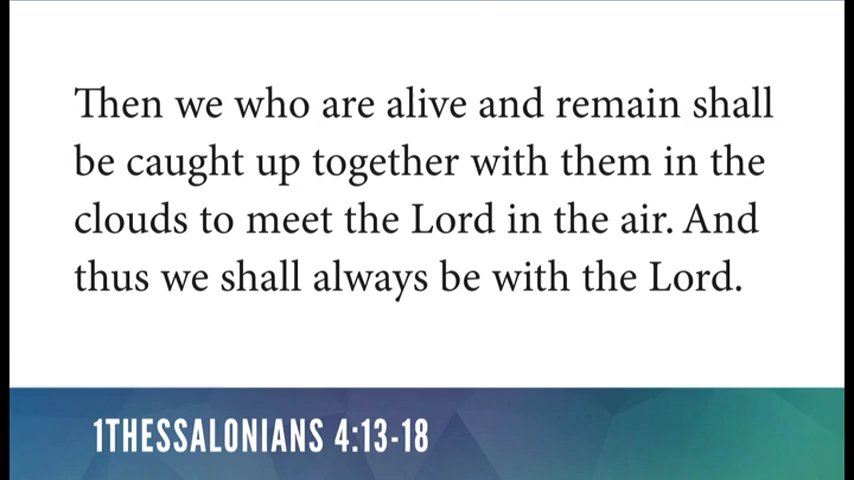 Then we who are alive and remain shall
be caught up together with them in the
clouds to meet the Lord in the air. And
thus we shall always be with the Lord.
1THESSALONIANS 4:13-18